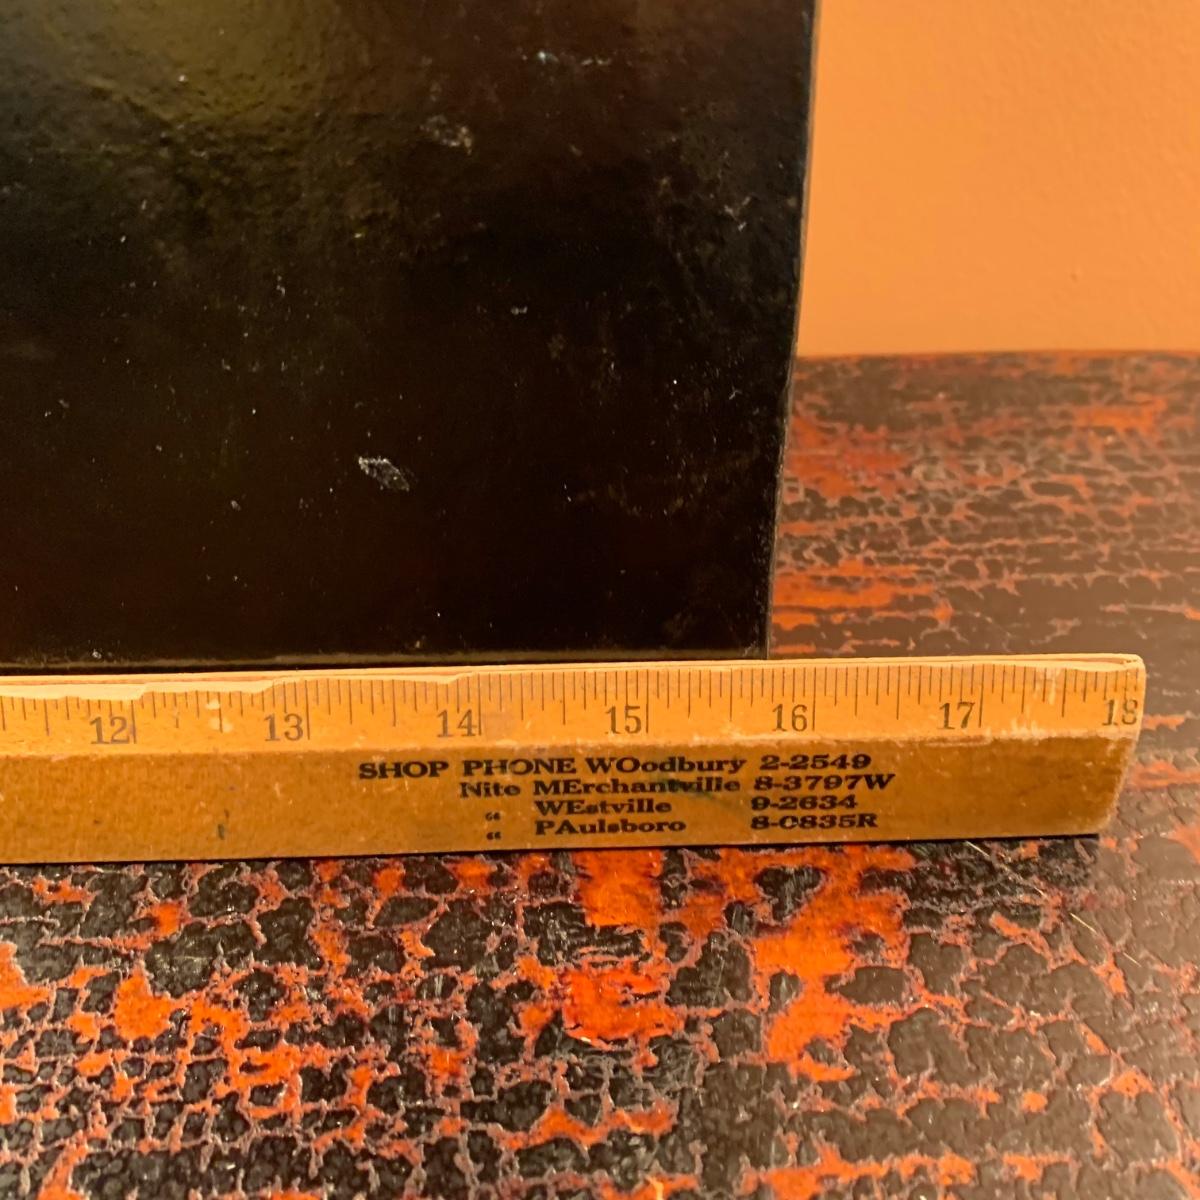 12 13 14 15 16 17 18
SHOP PHONE WOodbury 2-2549
Nite MErchantville 8-3797W
“ WEstville 9-2634
“ PAulsboro 8-0835R